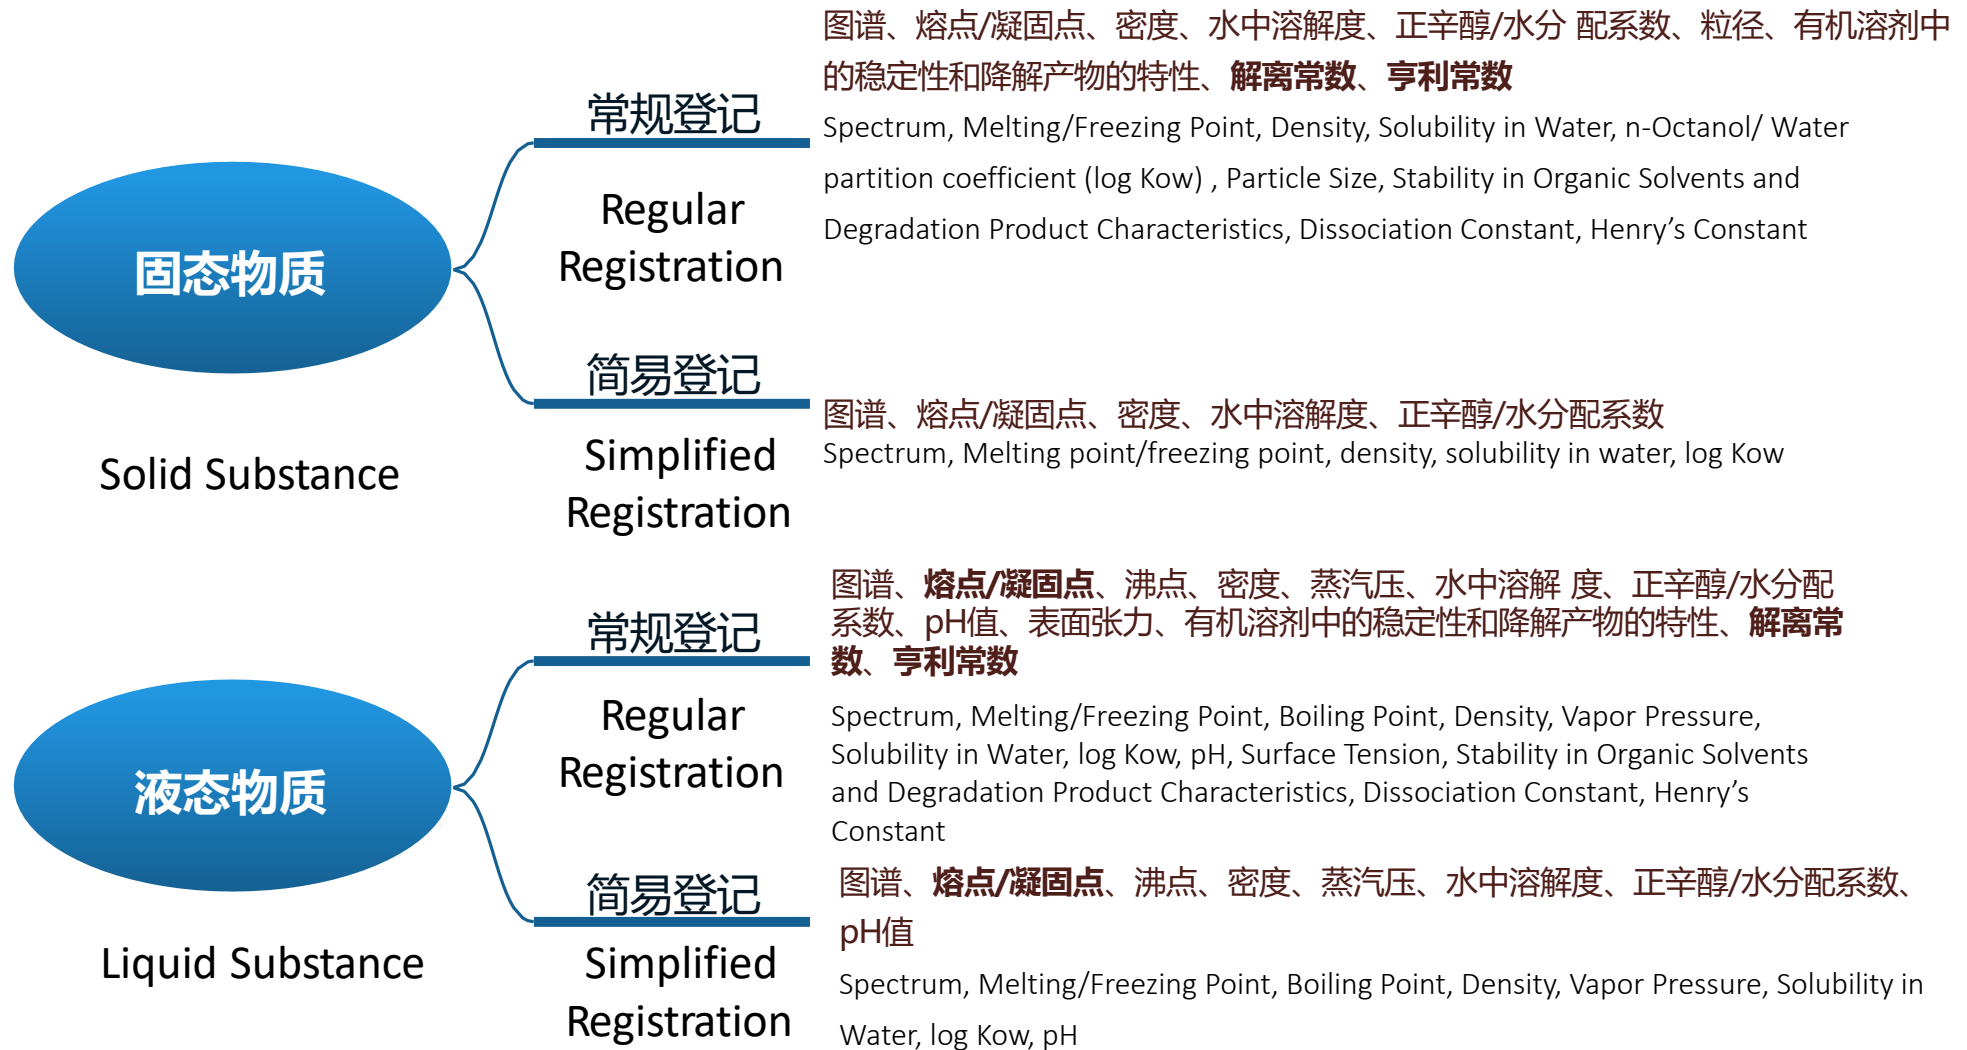 固态物质
Solid Substance
常规登记
Regular
Registration
图谱、熔点/凝固点、密度、水中溶解度、正辛醇/水分 配系数、粒径、有机溶剂中
的稳定性和降解产物的特性、解离常数、亨利常数
Spectrum, Melting/Freezing Point, Density, Solubility in Water, n-Octanol/ Water
partition coefficient (log Kow) , Particle Size, Stability in Organic Solvents and
Degradation Product Characteristics, Dissociation Constant, Henry’s Constant
简易登记
Simplified
Registration
图谱、熔点/凝固点、密度、水中溶解度、正辛醇/水分配系数
Spectrum, Melting point/freezing point, density, solubility in water, log Kow
液态物质
Liquid Substance
常规登记
Regular
Registration
图谱、熔点/凝固点、沸点、密度、蒸汽压、水中溶解 度、正辛醇/水分配
系数、pH值、表面张力、有机溶剂中的稳定性和降解产物的特性、解离常
数、亨利常数
Spectrum, Melting/Freezing Point, Boiling Point, Density, Vapor Pressure,
Solubility in Water, log Kow, pH, Surface Tension, Stability in Organic Solvents
and Degradation Product Characteristics, Dissociation Constant, Henry’s
Constant
简易登记
Simplified
Registration
图谱、熔点/凝固点、沸点、密度、蒸汽压、水中溶解度、正辛醇/水分配系数、
pH值
Spectrum, Melting/Freezing Point, Boiling Point, Density, Vapor Pressure, Solubility in
Water, log Kow, pH